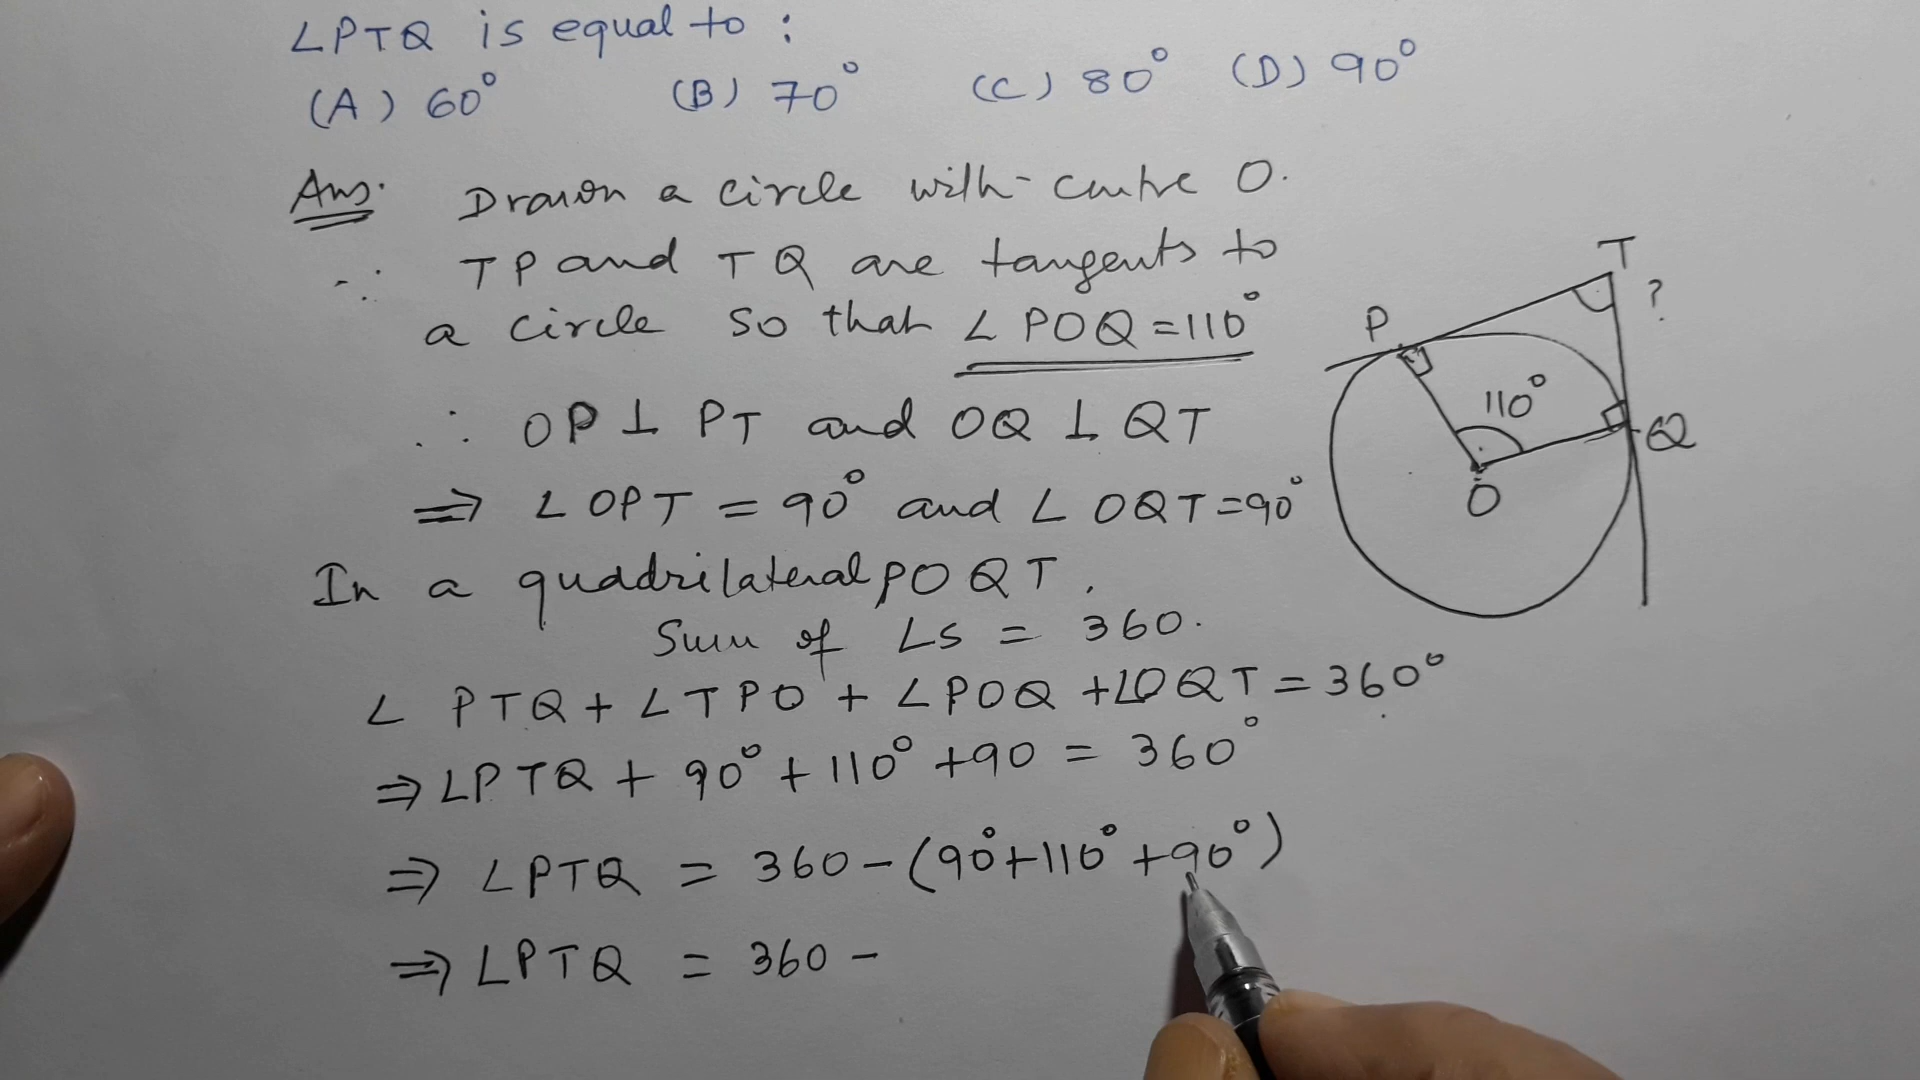 ∠PTQ is equal to :
(A) 60° (B) 70° (C) 80° (D) 90°
Ans. Drawn a circle with centre O.
∵ TP and TQ are tangents to
a circle so that ∠ POQ = 110°
∴ OP ⊥ PT and OQ ⊥ QT
⇒ ∠OPT = 90° and ∠OQT = 90°
In a quadrilateral POQT,
Sum of ∠s = 360.
∠ PTQ + ∠TPO + ∠POQ + ∠OQT = 360°
⇒ ∠PTQ + 90° + 110° + 90 = 360°
⇒ ∠PTQ = 360 - (90° + 110° + 90°)
⇒ ∠PTQ = 360 -
T
?
P
110°
Q
O